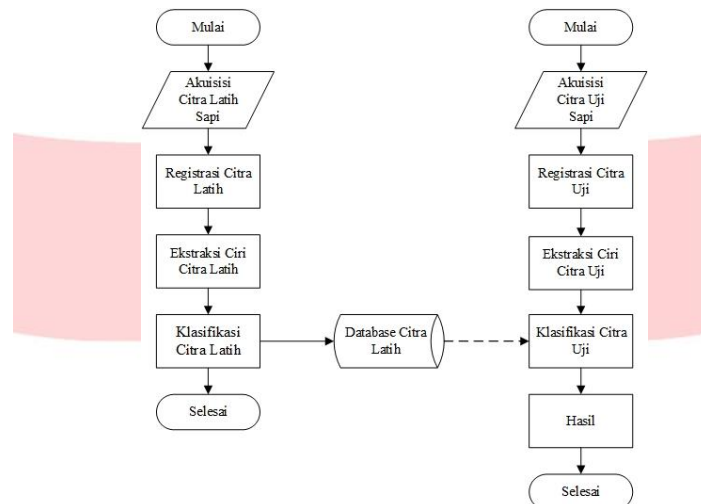 Mulai
Akuisisi
Citra Latih
Sapi
Registrasi Citra
Latih
Ekstraksi Ciri
Citra Latih
Klasifikasi
Citra Latih
Selesai
Database Citra
Latih
Mulai
Akuisisi
Citra Uji
Sapi
Registrasi Citra
Uji
Ekstraksi Ciri
Citra Uji
Klasifikasi Citra
Uji
Hasil
Selesai